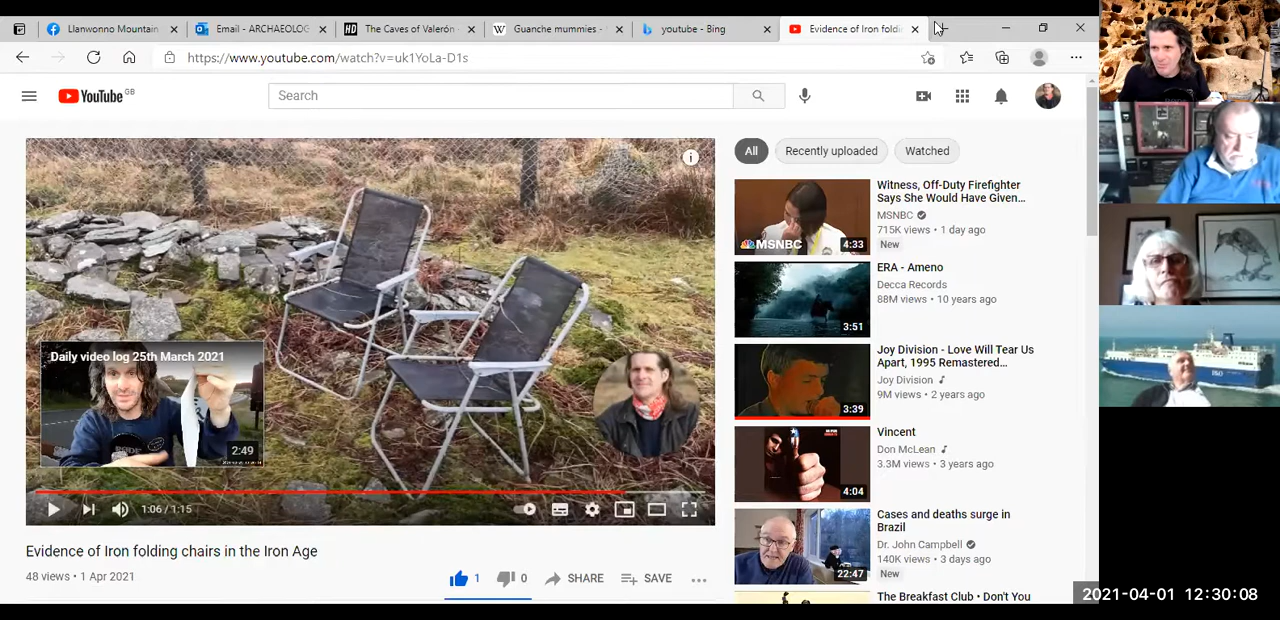 Llanwonno Mountain
Email - ARCHAEOLOG
HD The Caves of Valerón
W Guanche mummies -
youtube - Bing
Evidence of Iron foldi
https://www.youtube.com/watch?v=uk1YoLa-D1s
YouTube GB
Search
All
Recently uploaded
Watched
Daily video log 25th March 2021
2:49
1:06 / 1:15
Evidence of Iron folding chairs in the Iron Age
48 views • 1 Apr 2021
1
0
SHARE
SAVE
MSNBC
4:33
Witness, Off-Duty Firefighter
Says She Would Have Given...
MSNBC
715K views • 1 day ago
New
3:51
ERA - Ameno
Decca Records
88M views • 10 years ago
3:39
Joy Division - Love Will Tear Us
Apart, 1995 Remastered...
Joy Division
9M views • 2 years ago
4:04
Vincent
Don McLean
3.3M views • 3 years ago
22:47
Cases and deaths surge in
Brazil
Dr. John Campbell
140K views • 3 days ago
New
The Breakfast Club • Don't You
2021-04-01 12:30:08